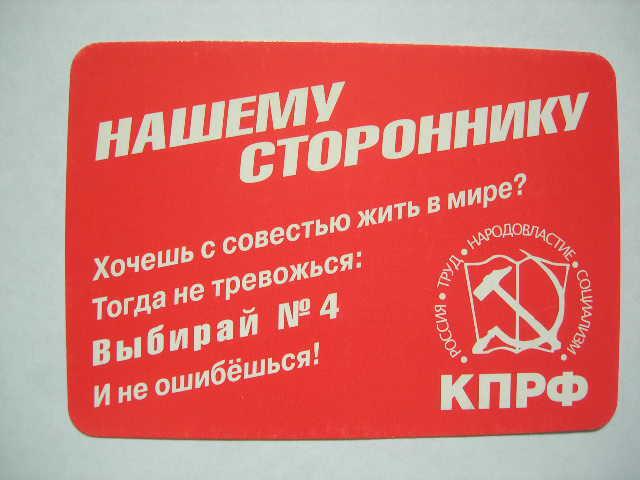 НАШЕМУ
СТОРОННИКУ
Хочешь с совестью жить в мире?
Тогда не тревожься:
Выбирай № 4
И не ошибёшься!
РОССИЯ • ТРУД • НАРОДОВЛАСТИЕ • СОЦИАЛИЗМ
КПРФ